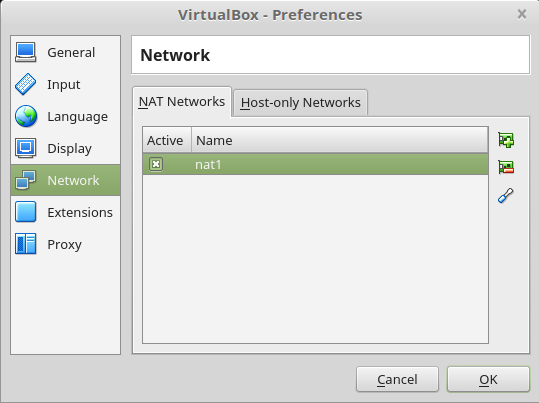 VirtualBox - Preferences
General
Input
Language
Display
Network
Extensions
Proxy
Network
NAT Networks
Host-only Networks
Active Name
nat1
Cancel
OK